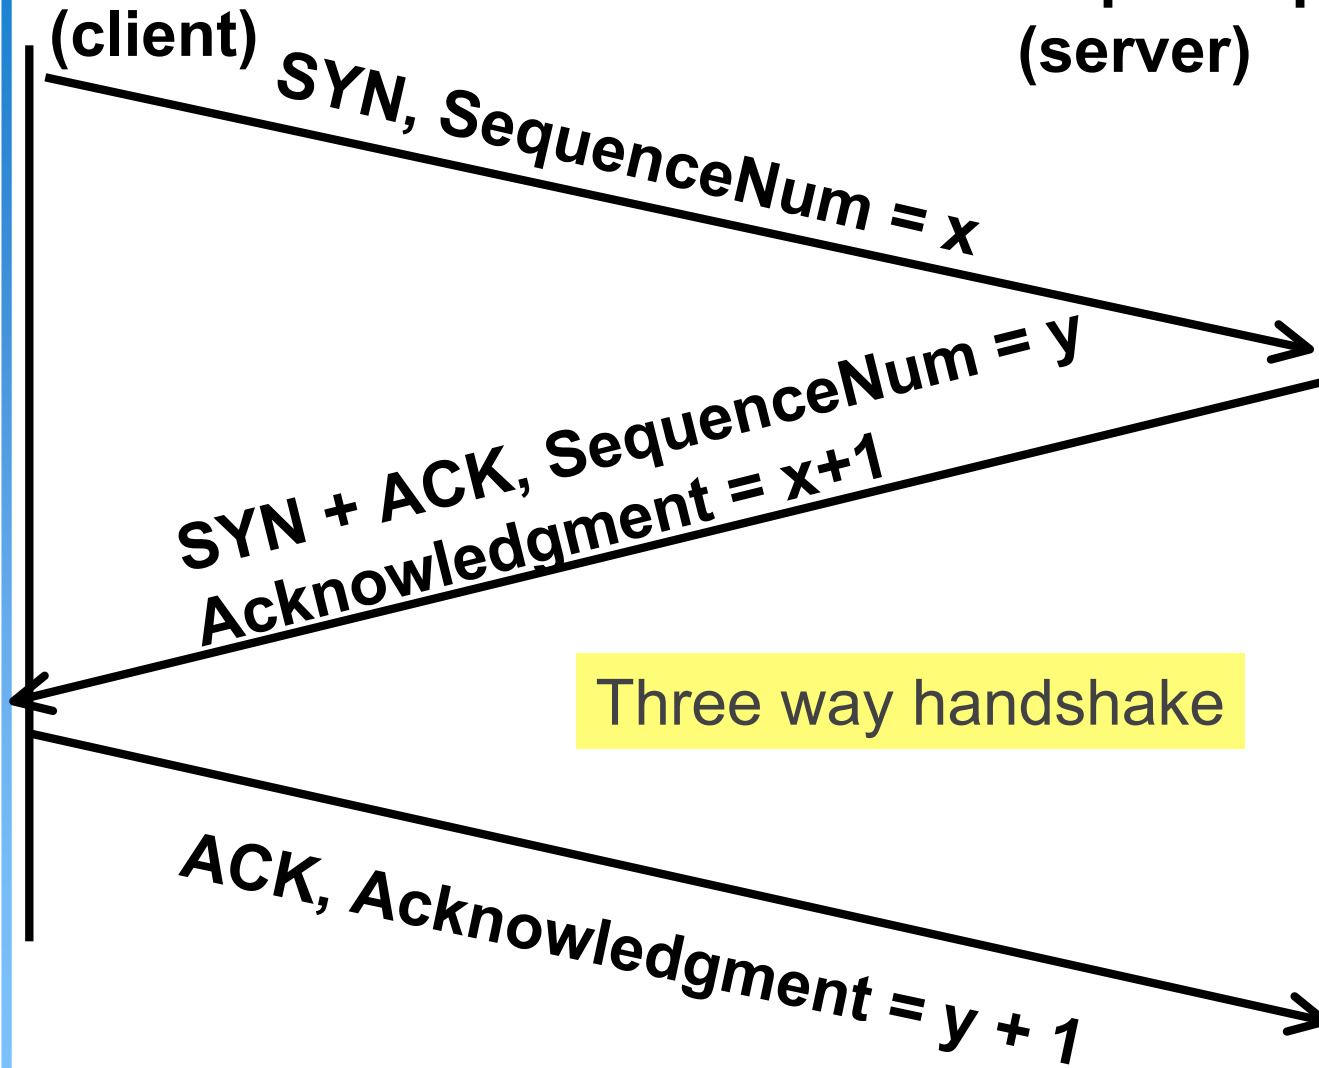 (client)
(server)
SYN, SequenceNum = x
SYN + ACK, SequenceNum = y
Acknowledgment = x+1
Three way handshake
ACK, Acknowledgment = y + 1